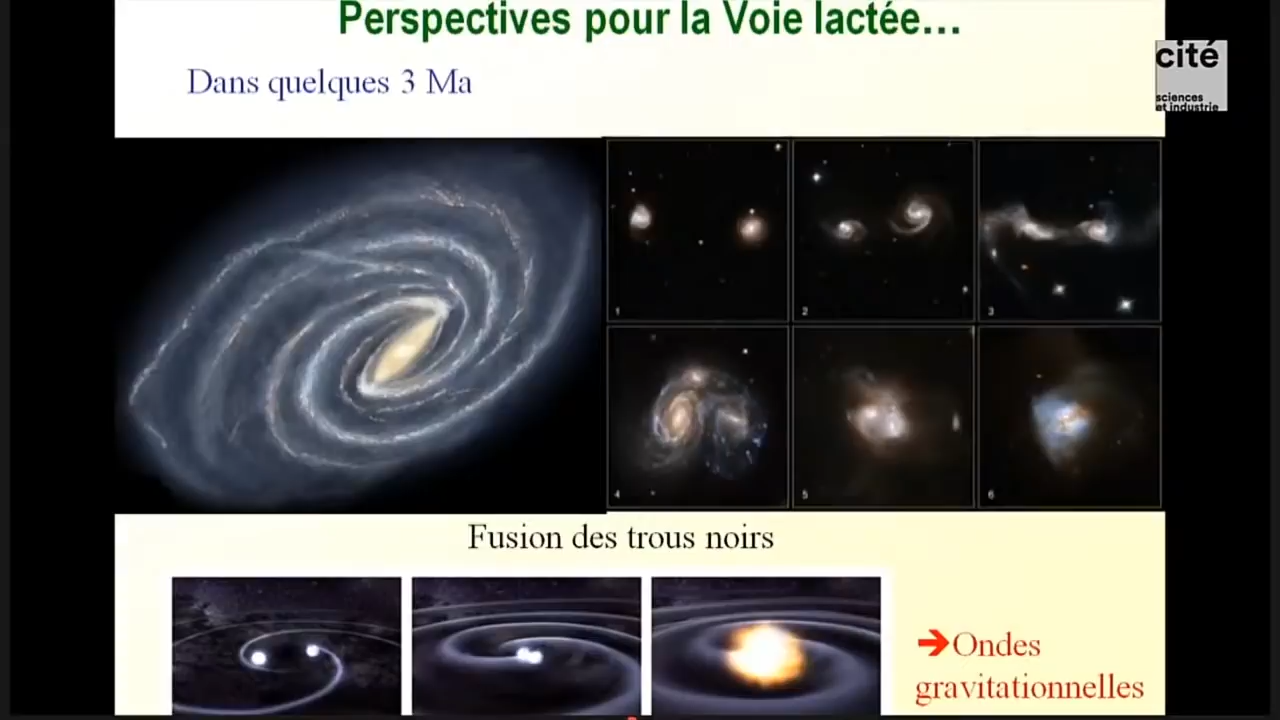 Perspectives pour la Voie lactée...
Dans quelques 3 Ma
cité
sciences
et industrie
1
2
3
4
5
6
Fusion des trous noirs
➔Ondes
gravitationnelles